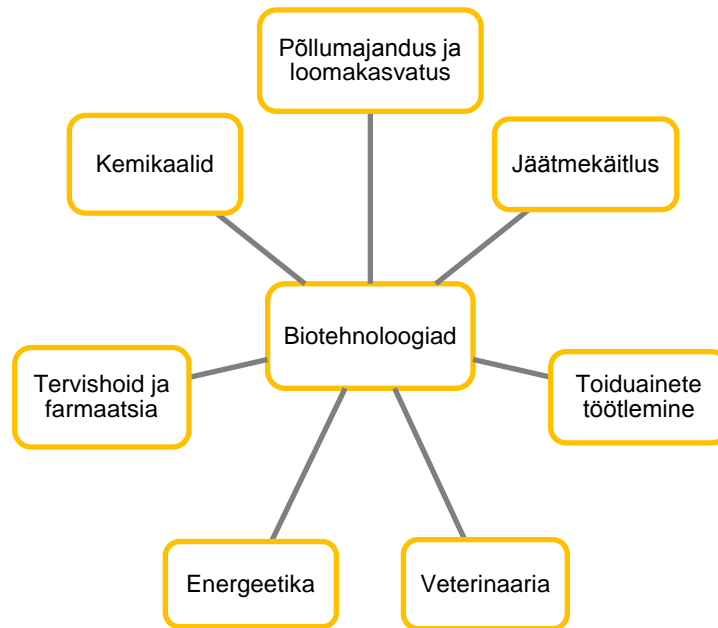 Põllumajandus ja
loomakasvatus
Kemikaalid
Jäätmekäitlus
Biotehnoloogiad
Tervishoid ja
farmaatsia
Toiduainete
töötlemine
Energeetika
Veterinaaria